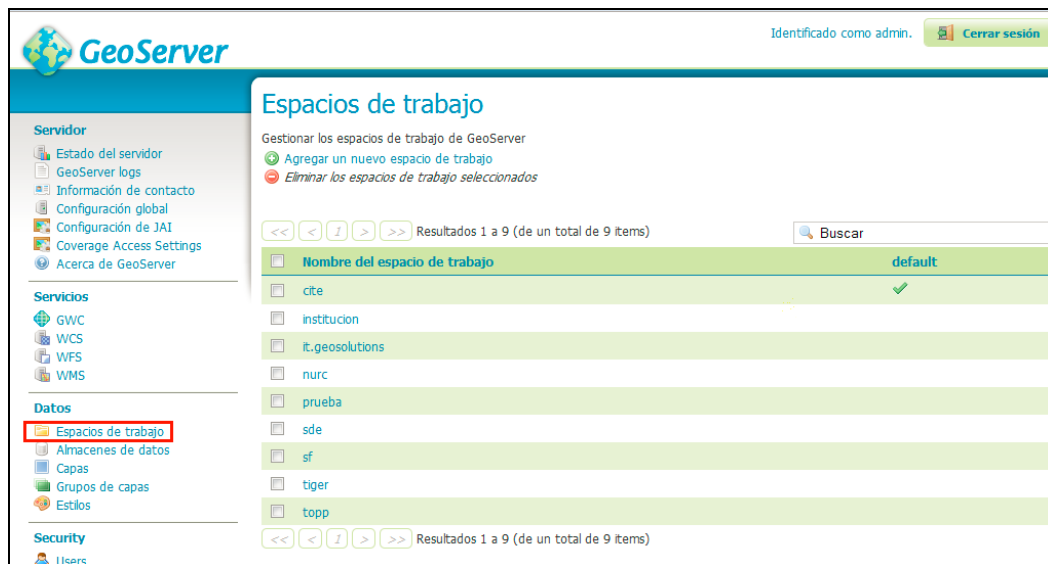 GeoServer
Identificado como admin.
Cerrar sesión
Servidor
Estado del servidor
GeoServer logs
Información de contacto
Configuración global
Configuración de JAI
Coverage Access Settings
Acerca de GeoServer
Servicios
GWC
WCS
WFS
WMS
Datos
Espacios de trabajo
Almacenes de datos
Capas
Grupos de capas
Estilos
Security
Users
Espacios de trabajo
Gestionar los espacios de trabajo de GeoServer
Agregar un nuevo espacio de trabajo
Eliminar los espacios de trabajo seleccionados
<< < 1 > >> Resultados 1 a 9 (de un total de 9 items)
Buscar
Nombre del espacio de trabajo default
cite
institucion
it.geosolutions
nurc
prueba
sde
sf
tiger
topp
<< < 1 > >> Resultados 1 a 9 (de un total de 9 items)